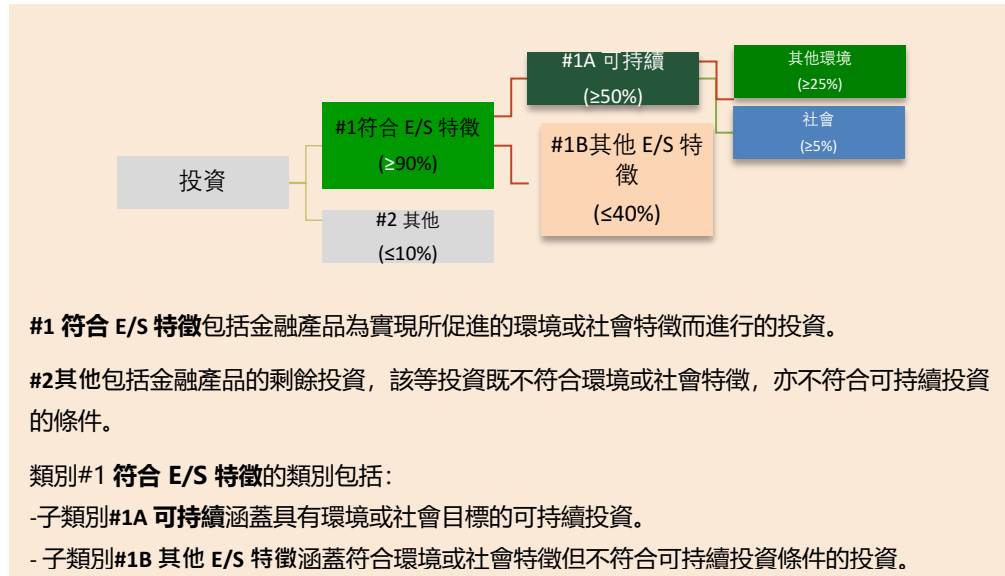 投資
#1符合 E/S 特徵
(≥90%)
#2 其他
(≤10%)
#1A 可持續
(≥50%)
#1B其他 E/S 特
徵
(≤40%)
其他環境
(≥25%)
社會
(≥5%)
#1 符合 E/S 特徵包括金融產品為實現所促進的環境或社會特徵而進行的投資。
#2其他包括金融產品的剩餘投資，該等投資既不符合環境或社會特徵，亦不符合可持續投資
的條件。
類別#1 符合 E/S 特徵的類別包括：
-子類別#1A 可持續涵蓋具有環境或社會目標的可持續投資。
- 子類別#1B 其他 E/S 特徵涵蓋符合環境或社會特徵但不符合可持續投資條件的投資。